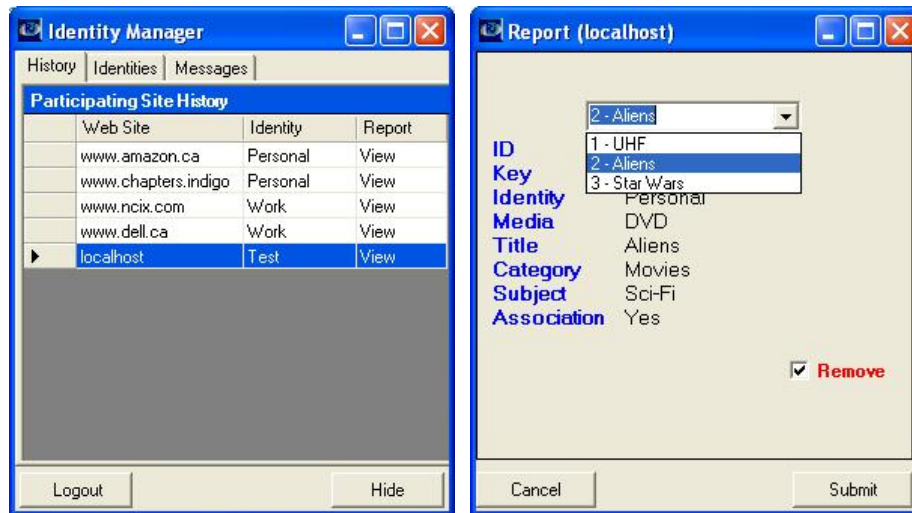 Identity Manager
History Identities Messages
Participating Site History
Web Site Identity Report
www.amazon.ca Personal View
www.chapters.indigo Personal View
www.ncix.com Work View
www.dell.ca Work View
localhost Test View
Logout Hide
Report (localhost)
2 - Aliens
1 - UHF
2 - Aliens
3 - Star Wars
ID
Key
Identity Personal
Media DVD
Title Aliens
Category Movies
Subject Sci-Fi
Association Yes
Remove
Cancel Submit